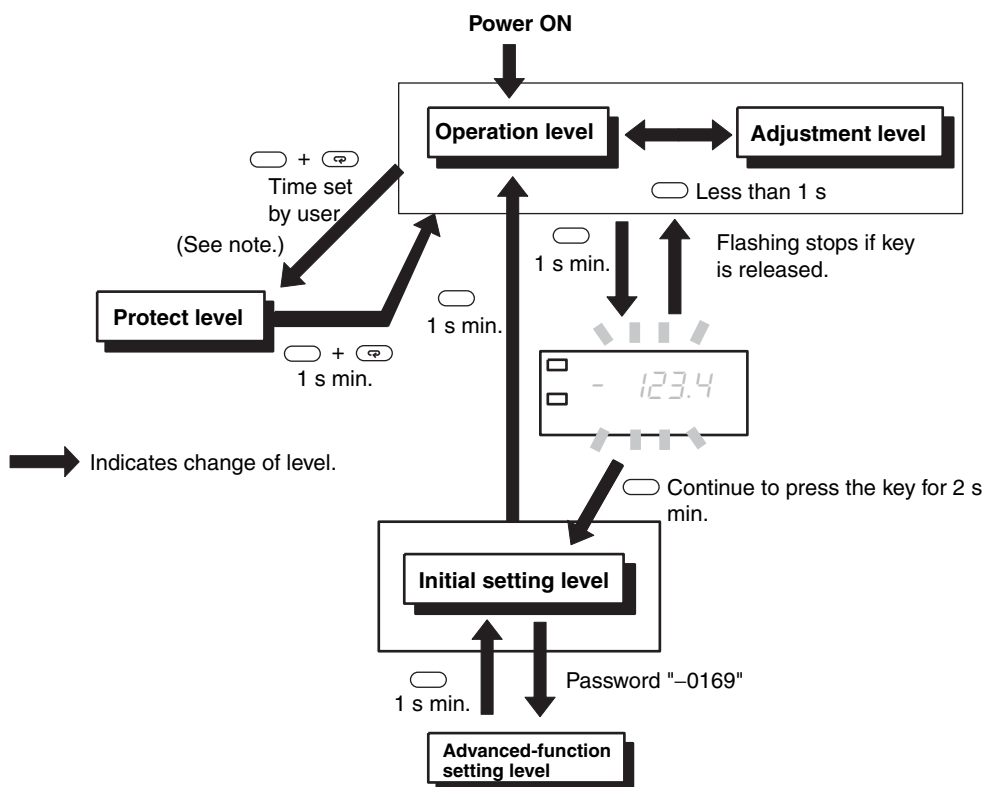 Power ON
Operation level
Adjustment level
+
Time set
by user
(See note.)
Less than 1 s
1 s min.
Flashing stops if key
is released.
Protect level
+
1 s min.
1 s min.
- 123.4
Indicates change of level.
Continue to press the key for 2 s
min.
Initial setting level
1 s min.
Password "–0169"
Advanced-function
setting level